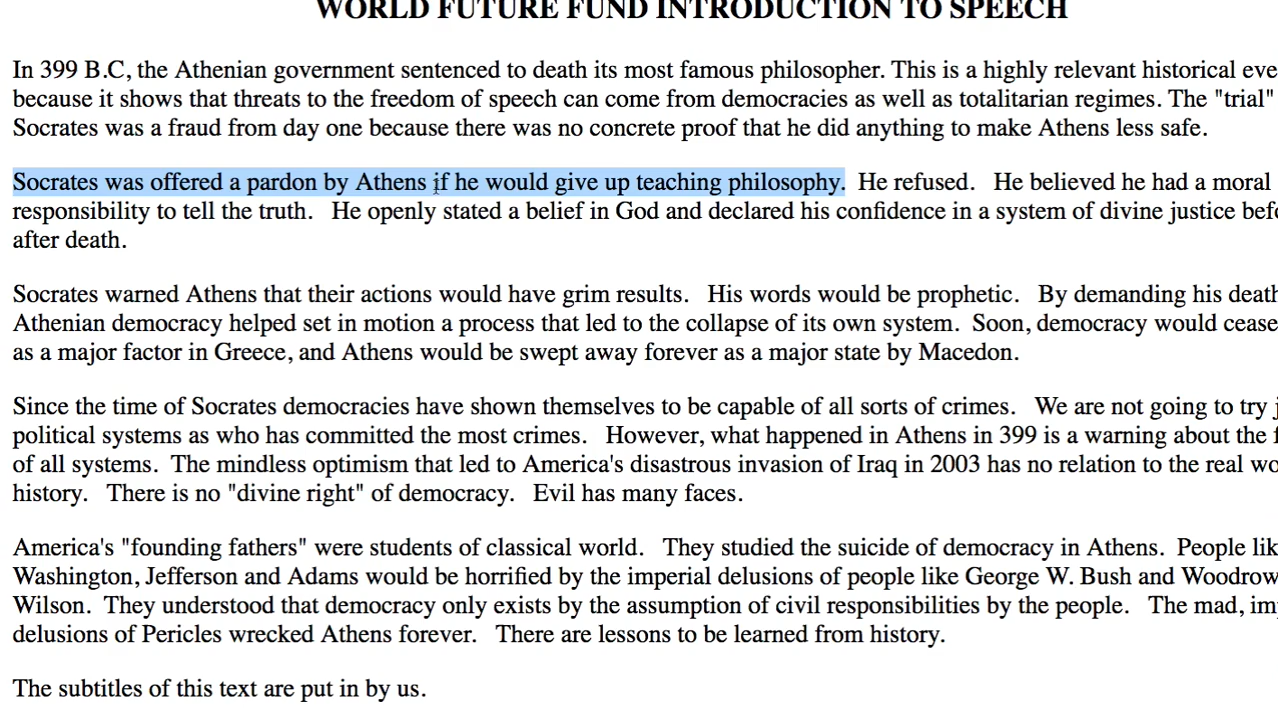 WORLD FUTURE FUND INTRODUCTION TO SPEECH
In 399 B.C, the Athenian government sentenced to death its most famous philosopher. This is a highly relevant historical
because it shows that threats to the freedom of speech can come from democracies as well as totalitarian regimes. The "trial"
Socrates was a fraud from day one because there was no concrete proof that he did anything to make Athens less safe.
Socrates was offered a pardon by Athens if he would give up teaching philosophy. He refused. He believed he had a moral
responsibility to tell the truth. He openly stated a belief in God and declared his confidence in a system of divine justice
after death.
Socrates warned Athens that their actions would have grim results. His words would be prophetic. By demanding his death
Athenian democracy helped set in motion a process that led to the collapse of its own system. Soon, democracy would cease
as a major factor in Greece, and Athens would be swept away forever as a major state by Macedon.
Since the time of Socrates democracies have shown themselves to be capable of all sorts of crimes. We are not going to try
political systems as who has committed the most crimes. However, what happened in Athens in 399 is a warning about the
of all systems. The mindless optimism that led to America's disastrous invasion of Iraq in 2003 has no relation to the real
history. There is no "divine right" of democracy. Evil has many faces.
America's "founding fathers" were students of classical world. They studied the suicide of democracy in Athens. People
Washington, Jefferson and Adams would be horrified by the imperial delusions of people like George W. Bush and Woodrow
Wilson. They understood that democracy only exists by the assumption of civil responsibilities by the people. The mad,
delusions of Pericles wrecked Athens forever. There are lessons to be learned from history.
The subtitles of this text are put in by us.